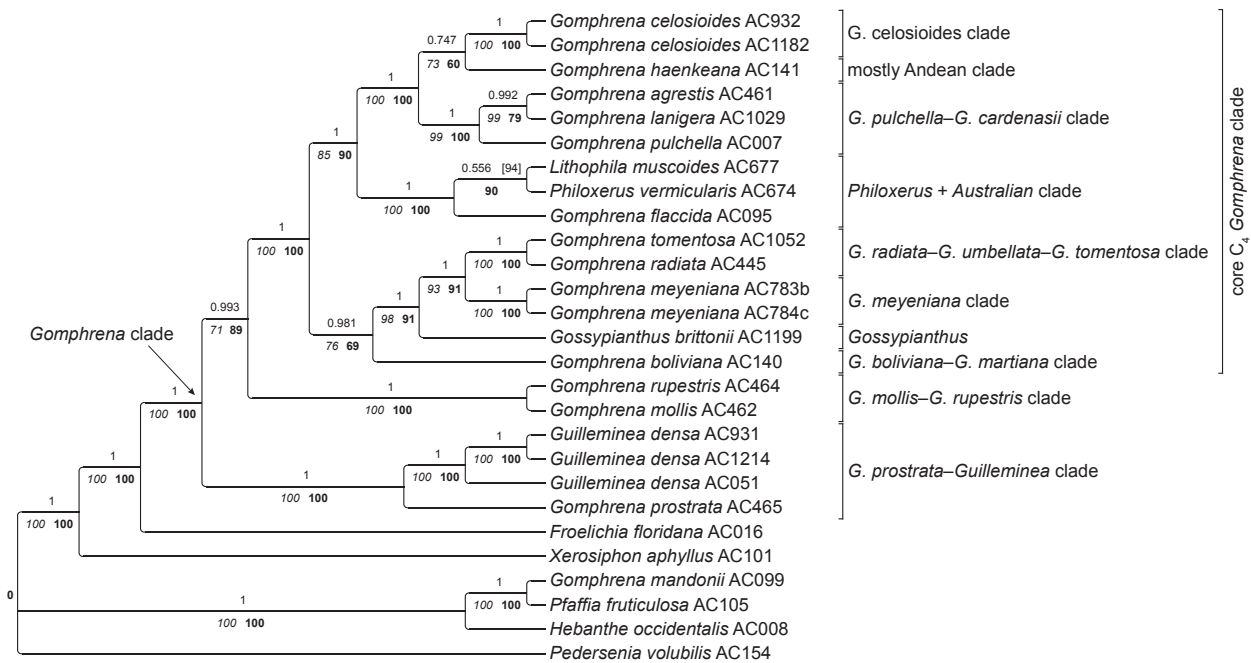 1
Gomphrena celosioides AC932
100 100
0.747
Gomphrena celosioides AC1182
G. celosioides clade
73 60
1
Gomphrena haenkeana AC141
mostly Andean clade
100 100
0.992
Gomphrena agrestis AC461
99 79
1
Gomphrena lanigera AC1029
G. pulchella–G. cardenasii clade
99 100
1
Gomphrena pulchella AC007
85 90
0.556 [94]
Lithophila muscoides AC677
90
1
Philoxerus vermicularis AC674
Philoxerus + Australian clade
100 100
Gomphrena flaccida AC095
core C4 Gomphrena clade
1
100 100
1
Gomphrena tomentosa AC1052
100 100
G. radiata–G. umbellata–G. tomentosa clade
1
Gomphrena radiata AC445
93 91
1
Gomphrena meyeniana AC783b
100 100
G. meyeniana clade
1
Gomphrena meyeniana AC784c
98 91
0.993
71 89
0.981
Gossypianthus brittonii AC1199
Gossypianthus
76 69
Gomphrena boliviana AC140
G. boliviana–G. martiana clade
Gomphrena clade
1
100 100
1
Gomphrena rupestris AC464
100 100
Gomphrena mollis AC462
G. mollis–G. rupestris clade
1
Guilleminea densa AC931
100 100
1
Guilleminea densa AC1214
100 100
G. prostrata–Guilleminea clade
1
Guilleminea densa AC051
100 100
Gomphrena prostrata AC465
1
100 100
1
100 100
Froelichia floridana AC016
Xerosiphon aphyllus AC101
0
1
Gomphrena mandonii AC099
100 100
1
Pfaffia fruticulosa AC105
100 100
Hebanthe occidentalis AC008
Pedersenia volubilis AC154